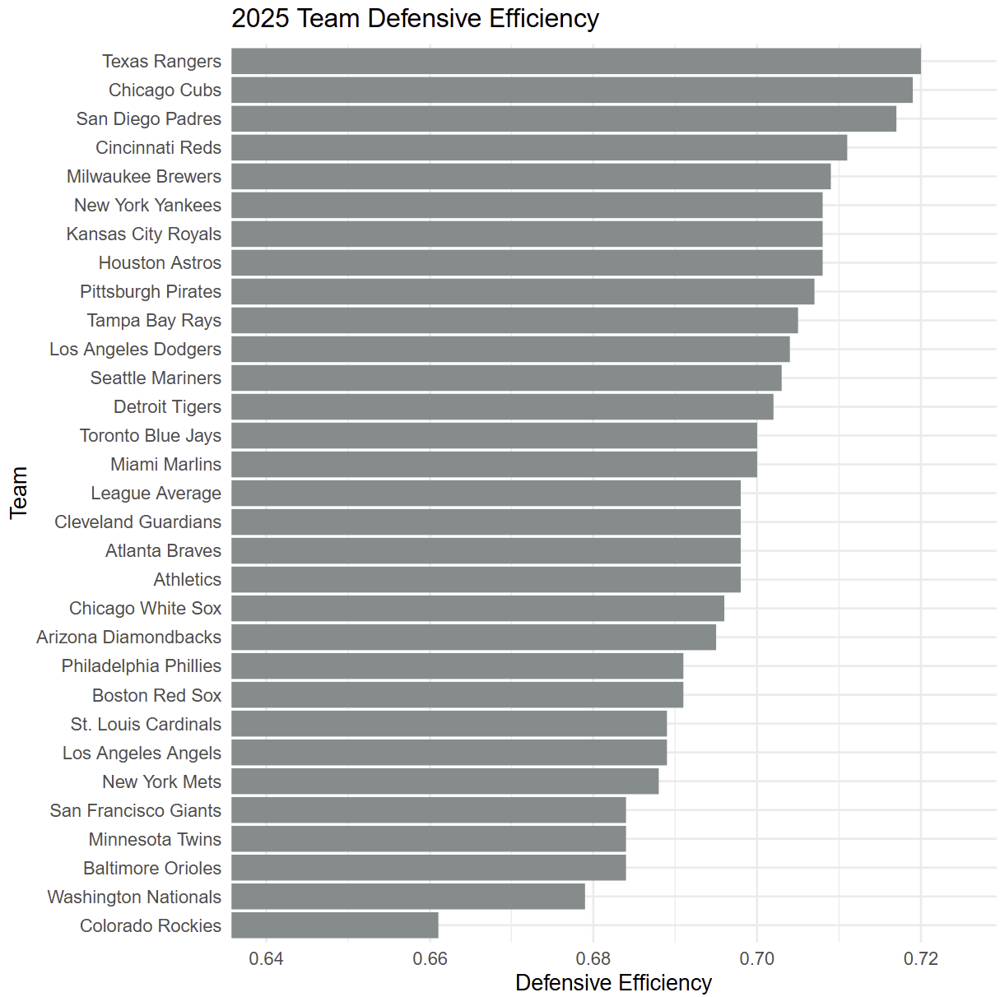 2025 Team Defensive Efficiency
Team
Texas Rangers
Chicago Cubs
San Diego Padres
Cincinnati Reds
Milwaukee Brewers
New York Yankees
Kansas City Royals
Houston Astros
Pittsburgh Pirates
Tampa Bay Rays
Los Angeles Dodgers
Seattle Mariners
Detroit Tigers
Toronto Blue Jays
Miami Marlins
League Average
Cleveland Guardians
Atlanta Braves
Athletics
Chicago White Sox
Arizona Diamondbacks
Philadelphia Phillies
Boston Red Sox
St. Louis Cardinals
Los Angeles Angels
New York Mets
San Francisco Giants
Minnesota Twins
Baltimore Orioles
Washington Nationals
Colorado Rockies
0.64 0.66 0.68 0.70 0.72
Defensive Efficiency